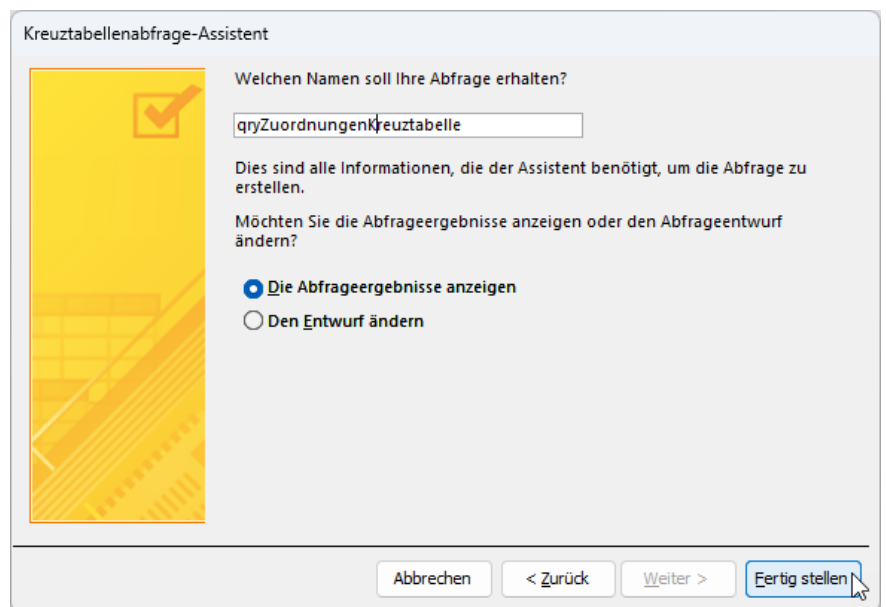 Kreuztabellenabfrage-Assistent
Welchen Namen soll Ihre Abfrage erhalten?
qryZuordnungenKreuztabelle
Dies sind alle Informationen, die der Assistent benötigt, um die Abfrage zu
erstellen.
Möchten Sie die Abfrageergebnisse anzeigen oder den Abfrageentwurf
ändern?
Die Abfrageergebnisse anzeigen
Den Entwurf ändern
Abbrechen < Zurück Weiter > Fertig stellen